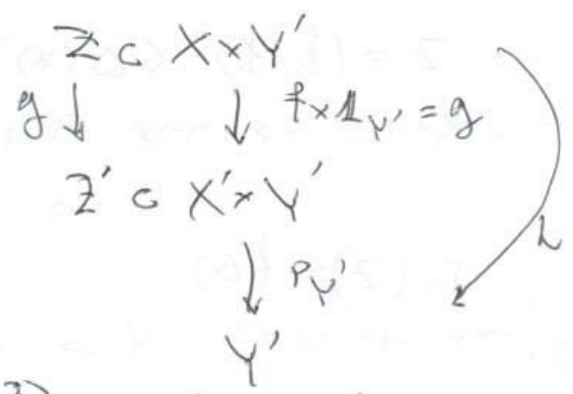 Z ⊂ X × Y'
g ↓ ↓ f × 1_{Y'} = g
Z' ⊂ X' × Y'
↓ p_{Y'} h
Y'